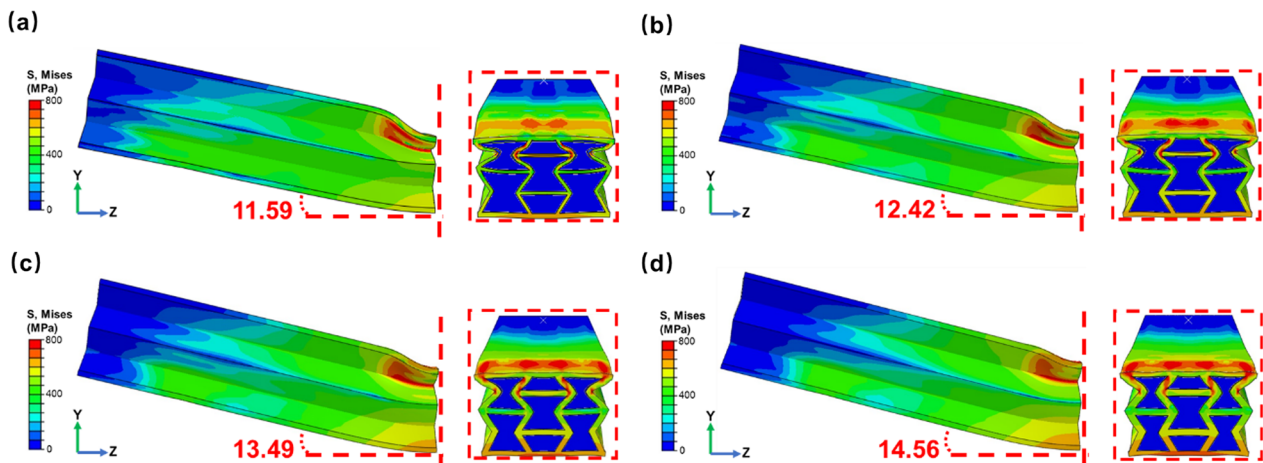 (a)
S, Mises
(MPa)
800
400
0
Y
Z
11.59
(b)
S, Mises
(MPa)
800
400
0
Y
Z
12.42
(c)
S, Mises
(MPa)
800
400
0
Y
Z
13.49
(d)
S, Mises
(MPa)
800
400
0
Y
Z
14.56